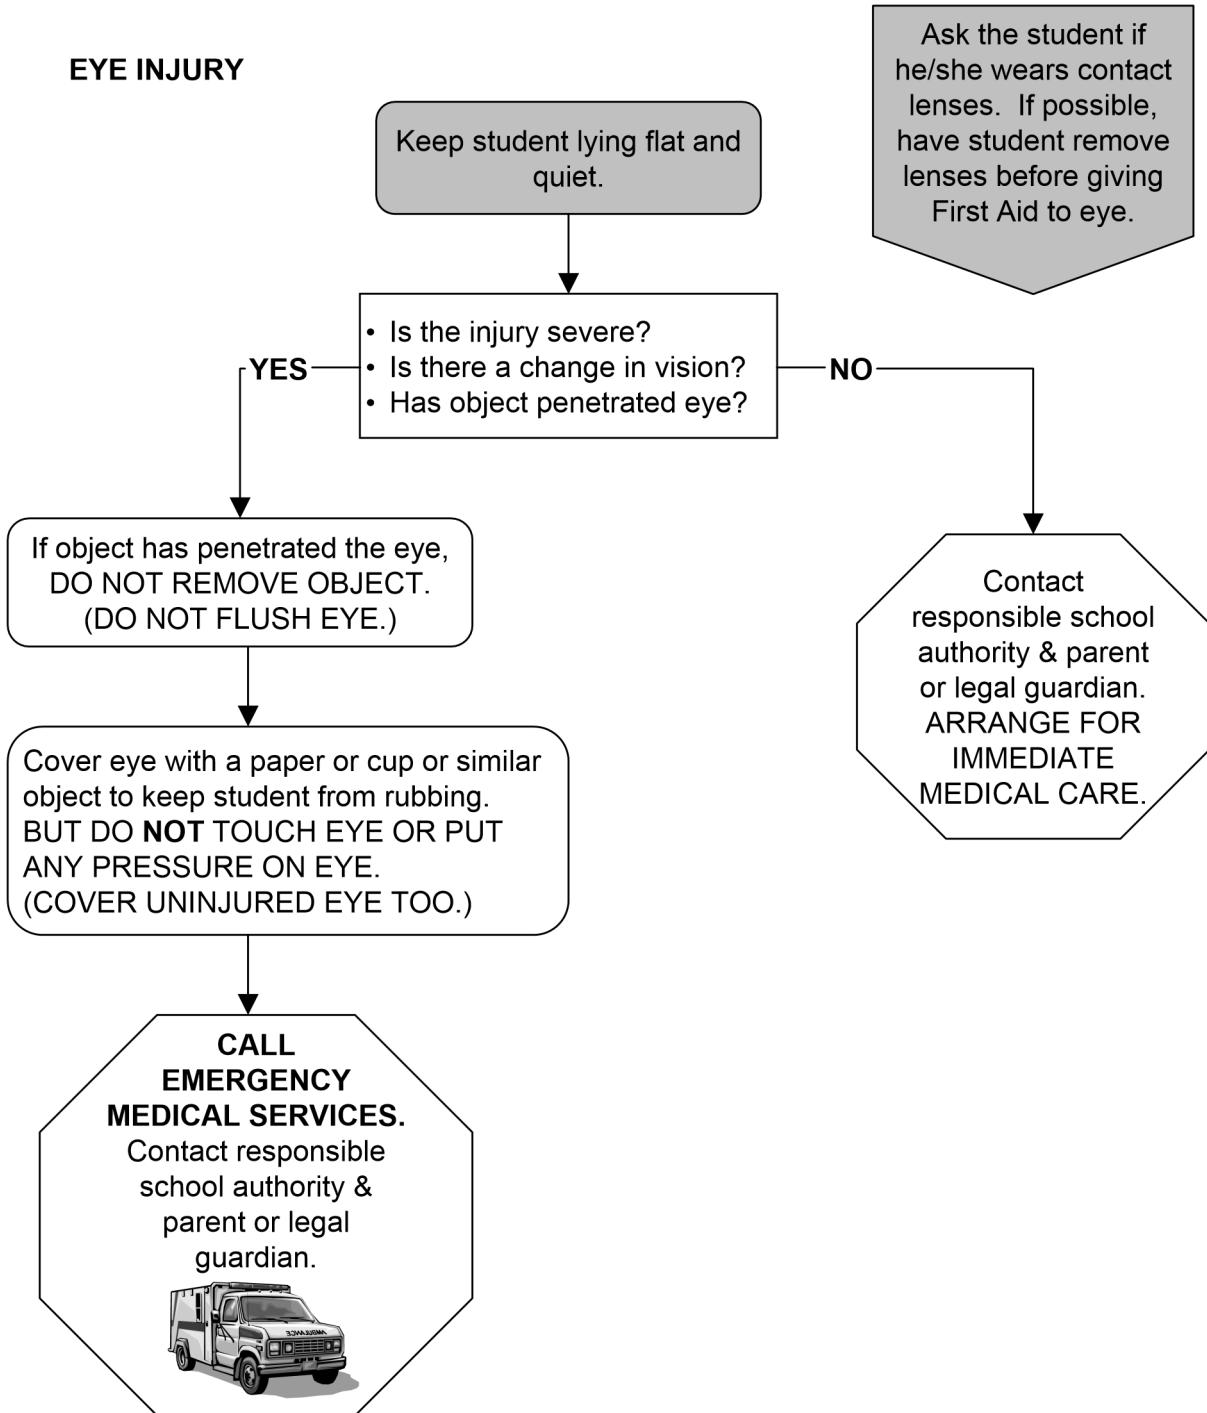 EYE INJURY
Ask the student if
he/she wears contact
lenses. If possible,
have student remove
lenses before giving
First Aid to eye.
Keep student lying flat and
quiet.
• Is the injury severe?
• Is there a change in vision?
• Has object penetrated eye?
YES
NO
If object has penetrated the eye,
DO NOT REMOVE OBJECT.
(DO NOT FLUSH EYE.)
Contact
responsible school
authority & parent
or legal guardian.
ARRANGE FOR
IMMEDIATE
MEDICAL CARE.
Cover eye with a paper or cup or similar
object to keep student from rubbing.
BUT DO NOT TOUCH EYE OR PUT
ANY PRESSURE ON EYE.
(COVER UNINJURED EYE TOO.)
CALL
EMERGENCY
MEDICAL SERVICES.
Contact responsible
school authority &
parent or legal
guardian.
AMBULANCE